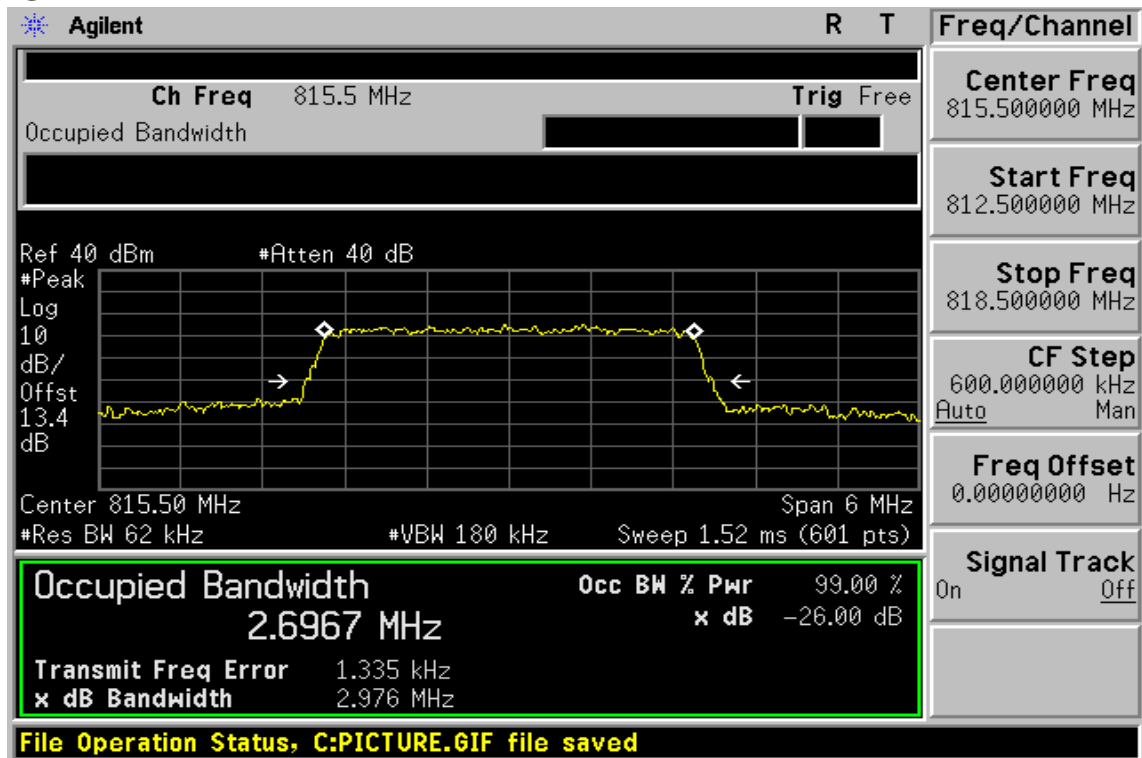 Agilent R T
Freq/Channel
Ch Freq 815.5 MHz Trig Free
Occupied Bandwidth
Center Freq
815.500000 MHz
Start Freq
812.500000 MHz
Stop Freq
818.500000 MHz
CF Step
600.000000 kHz
Auto Man
Freq Offset
0.00000000 Hz
Signal Track
On Off
Ref 40 dBm #Atten 40 dB
#Peak
Log
10
dB/
Offst
13.4
dB
Center 815.50 MHz Span 6 MHz
#Res BW 62 kHz #VBW 180 kHz Sweep 1.52 ms (601 pts)
Occupied Bandwidth Occ BW % Pwr 99.00 %
2.6967 MHz x dB -26.00 dB
Transmit Freq Error 1.335 kHz
x dB Bandwidth 2.976 MHz
File Operation Status, C:PICTURE.GIF file saved